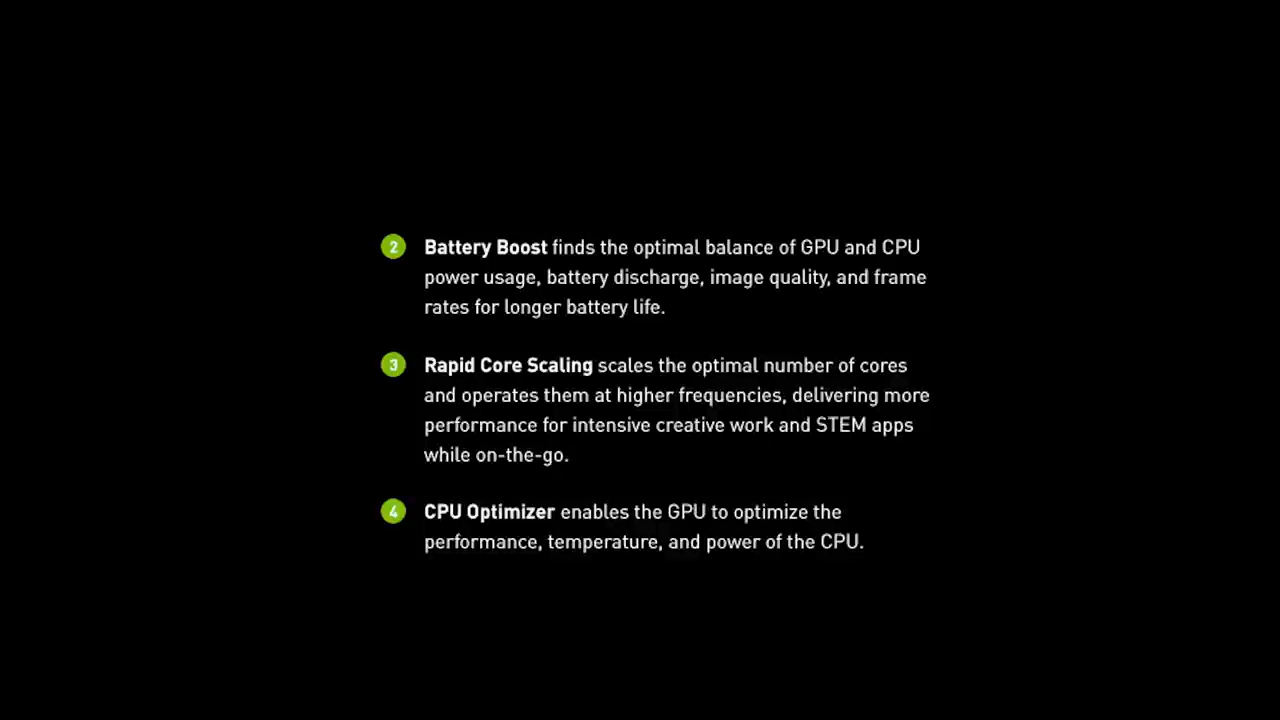 2 Battery Boost finds the optimal balance of GPU and CPU
power usage, battery discharge, image quality, and frame
rates for longer battery life.
3 Rapid Core Scaling scales the optimal number of cores
and operates them at higher frequencies, delivering more
performance for intensive creative work and STEM apps
while on-the-go.
4 CPU Optimizer enables the GPU to optimize the
performance, temperature, and power of the CPU.